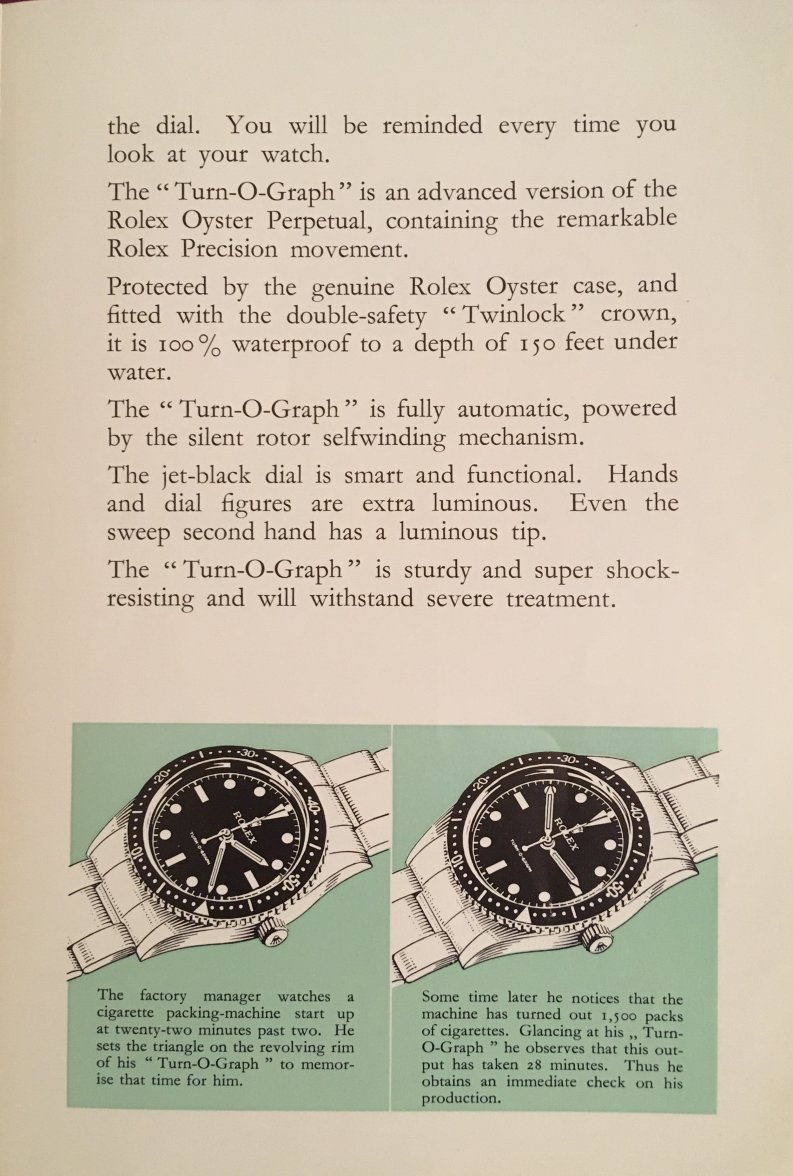 the dial. You will be reminded every time you
look at your watch.
The “ Turn-O-Graph ” is an advanced version of the
Rolex Oyster Perpetual, containing the remarkable
Rolex Precision movement.
Protected by the genuine Rolex Oyster case, and
fitted with the double-safety “ Twinlock ” crown,
it is 100% waterproof to a depth of 150 feet under
water.
The “ Turn-O-Graph ” is fully automatic, powered
by the silent rotor selfwinding mechanism.
The jet-black dial is smart and functional. Hands
and dial figures are extra luminous. Even the
sweep second hand has a luminous tip.
The “ Turn-O-Graph ” is sturdy and super shock-
resisting and will withstand severe treatment.
10 20 30 40 50
ROLEX
TURN-O-GRAPH
10 20 30 40 50
ROLEX
TURN-O-GRAPH
The factory manager watches a
cigarette packing-machine start up
at twenty-two minutes past two. He
sets the triangle on the revolving rim
of his “ Turn-O-Graph ” to memor-
ise that time for him.
Some time later he notices that the
machine has turned out 1,500 packs
of cigarettes. Glancing at his ,, Turn-
O-Graph ” he observes that this out-
put has taken 28 minutes. Thus he
obtains an immediate check on his
production.